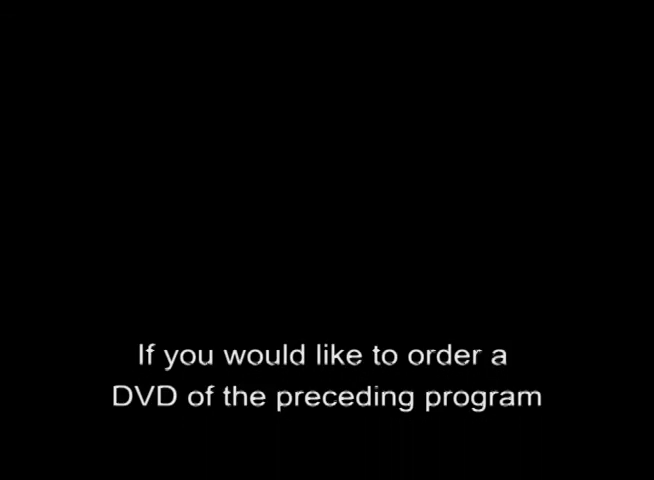 If you would like to order a
DVD of the preceding program